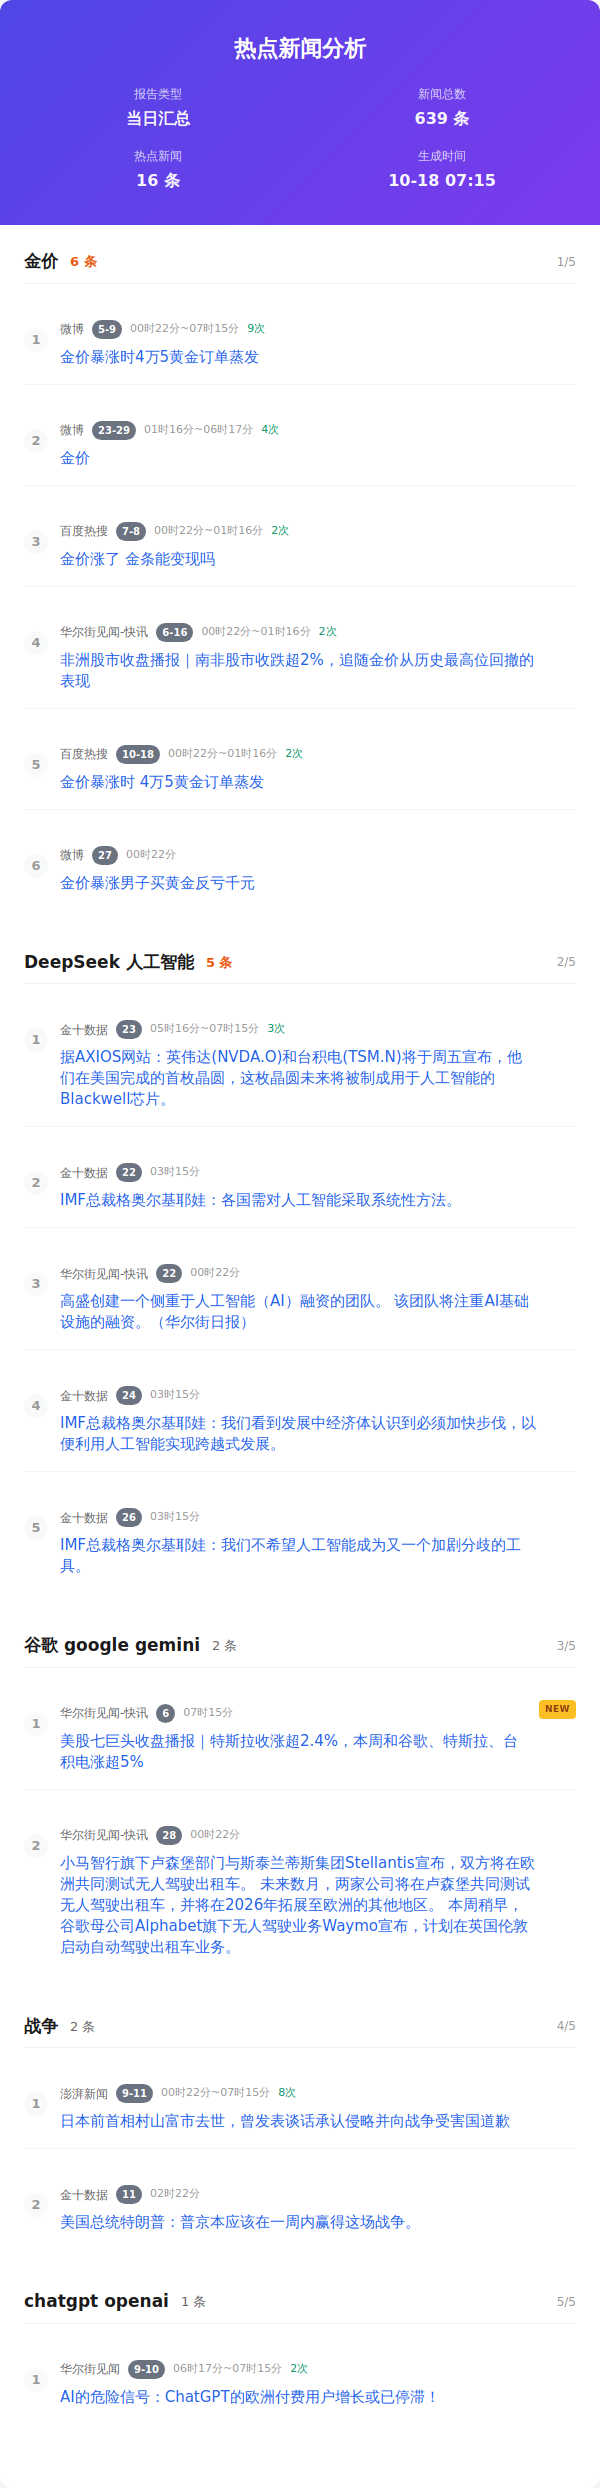 热点新闻分析
报告类型
当日汇总
新闻总数
639 条
热点新闻
16 条
生成时间
10-18 07:15
金价 6 条 1/5
1
微博 5-9 00时22分~07时15分 9次
金价暴涨时4万5黄金订单蒸发
2
微博 23-29 01时16分~06时17分 4次
金价
3
百度热搜 7-8 00时22分~01时16分 2次
金价涨了 金条能变现吗
4
华尔街见闻-快讯 6-16 00时22分~01时16分 2次
非洲股市收盘播报｜南非股市收跌超2%，追随金价从历史最高位回撤的
表现
5
百度热搜 10-18 00时22分~01时16分 2次
金价暴涨时 4万5黄金订单蒸发
6
微博 27 00时22分
金价暴涨男子买黄金反亏千元
DeepSeek 人工智能 5 条 2/5
1
金十数据 23 05时16分~07时15分 3次
据AXIOS网站：英伟达(NVDA.O)和台积电(TSM.N)将于周五宣布，他
们在美国完成的首枚晶圆，这枚晶圆未来将被制成用于人工智能的
Blackwell芯片。
2
金十数据 22 03时15分
IMF总裁格奥尔基耶娃：各国需对人工智能采取系统性方法。
3
华尔街见闻-快讯 22 00时22分
高盛创建一个侧重于人工智能（AI）融资的团队。 该团队将注重AI基础
设施的融资。（华尔街日报）
4
金十数据 24 03时15分
IMF总裁格奥尔基耶娃：我们看到发展中经济体认识到必须加快步伐，以
便利用人工智能实现跨越式发展。
5
金十数据 26 03时15分
IMF总裁格奥尔基耶娃：我们不希望人工智能成为又一个加剧分歧的工
具。
谷歌 google gemini 2 条 3/5
1
华尔街见闻-快讯 6 07时15分 NEW
美股七巨头收盘播报｜特斯拉收涨超2.4%，本周和谷歌、特斯拉、台
积电涨超5%
2
华尔街见闻-快讯 28 00时22分
小马智行旗下卢森堡部门与斯泰兰蒂斯集团Stellantis宣布，双方将在欧
洲共同测试无人驾驶出租车。 未来数月，两家公司将在卢森堡共同测试
无人驾驶出租车，并将在2026年拓展至欧洲的其他地区。 本周稍早，
谷歌母公司Alphabet旗下无人驾驶业务Waymo宣布，计划在英国伦敦
启动自动驾驶出租车业务。
战争 2 条 4/5
1
澎湃新闻 9-11 00时22分~07时15分 8次
日本前首相村山富市去世，曾发表谈话承认侵略并向战争受害国道歉
2
金十数据 11 02时22分
美国总统特朗普：普京本应该在一周内赢得这场战争。
chatgpt openai 1 条 5/5
1
华尔街见闻 9-10 06时17分~07时15分 2次
AI的危险信号：ChatGPT的欧洲付费用户增长或已停滞！